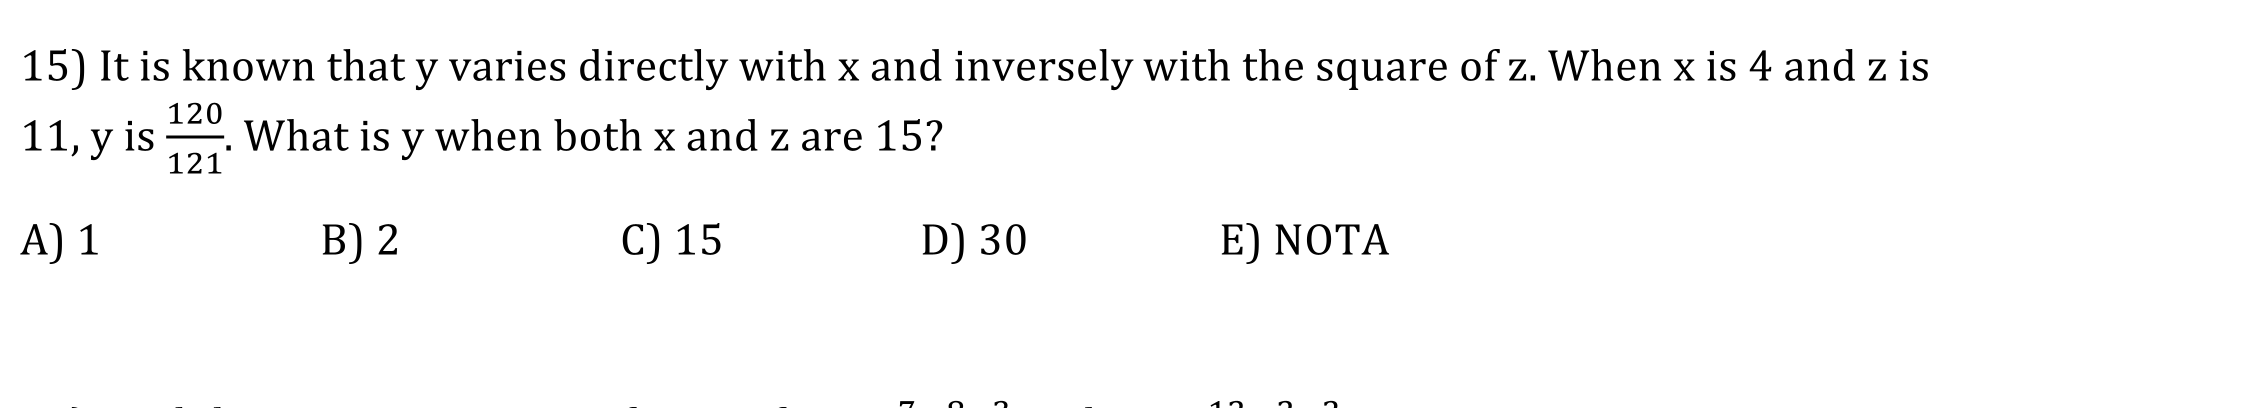 15) It is known that y varies directly with x and inversely with the square of z. When x is 4 and z is
11, y is 120/121. What is y when both x and z are 15?
A) 1 B) 2 C) 15 D) 30 E) NOTA